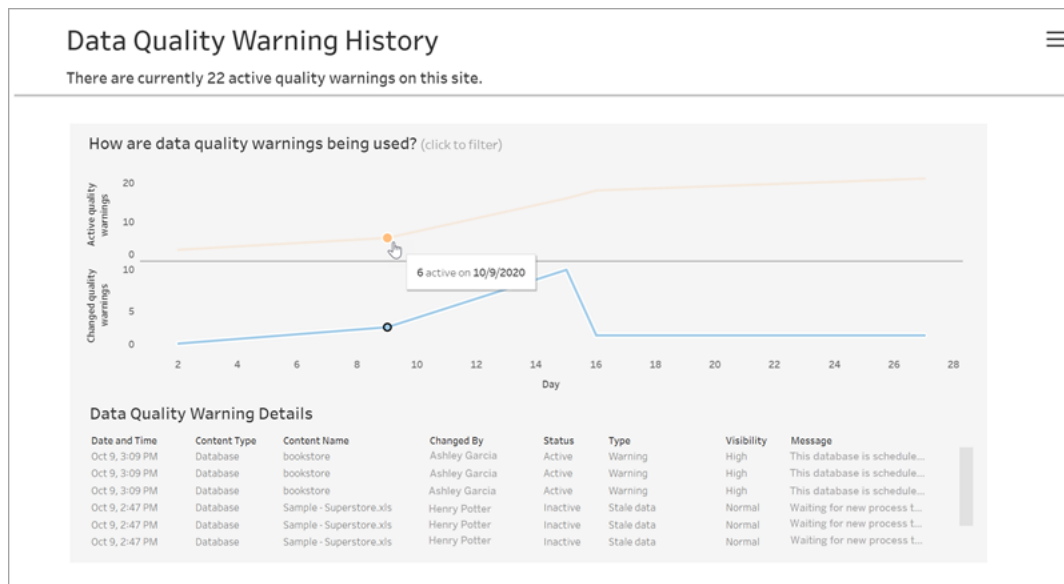 Data Quality Warning History
There are currently 22 active quality warnings on this site.
How are data quality warnings being used? (click to filter)
Active quality
warnings
20
10
0
6 active on 10/9/2020
Changed quality
warnings
10
5
0
2 4 6 8 10 12 14 16 18 20 22 24 26 28
Day
Data Quality Warning Details
Date and Time Content Type Content Name Changed By Status Type Visibility Message
Oct 9, 3:09 PM Database bookstore Ashley Garcia Active Warning High This database is schedule...
Oct 9, 3:09 PM Database bookstore Ashley Garcia Active Warning High This database is schedule...
Oct 9, 3:09 PM Database bookstore Ashley Garcia Active Warning High This database is schedule...
Oct 9, 2:47 PM Database Sample - Superstore.xls Henry Potter Inactive Stale data Normal Waiting for new process t...
Oct 9, 2:47 PM Database Sample - Superstore.xls Henry Potter Inactive Stale data Normal Waiting for new process t...
Oct 9, 2:47 PM Database Sample - Superstore.xls Henry Potter Inactive Stale data Normal Waiting for new process t...